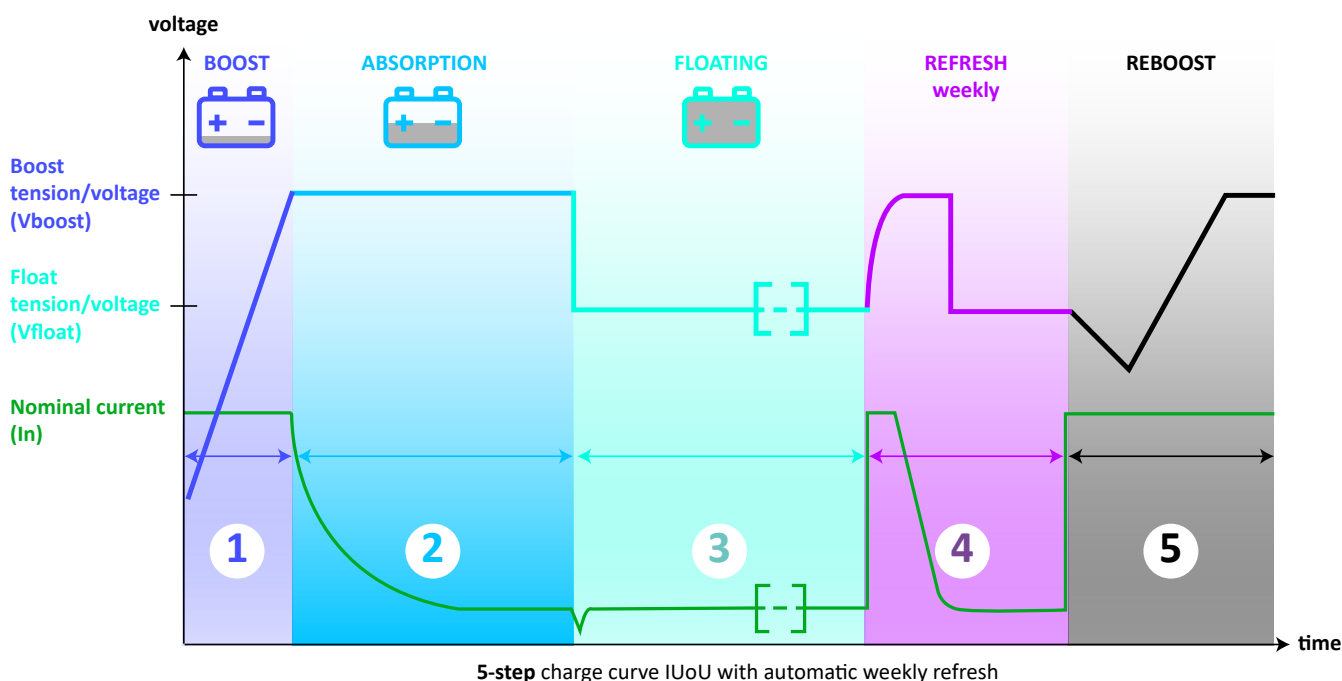 voltage
BOOST
ABSORPTION
FLOATING
REFRESH
weekly
REBOOST
+ −
+ −
+ −
Boost
tension/voltage
(Vboost)
Float
tension/voltage
(Vfloat)
Nominal current
(In)
1
2
3
4
5
time
5-step charge curve IUoU with automatic weekly refresh